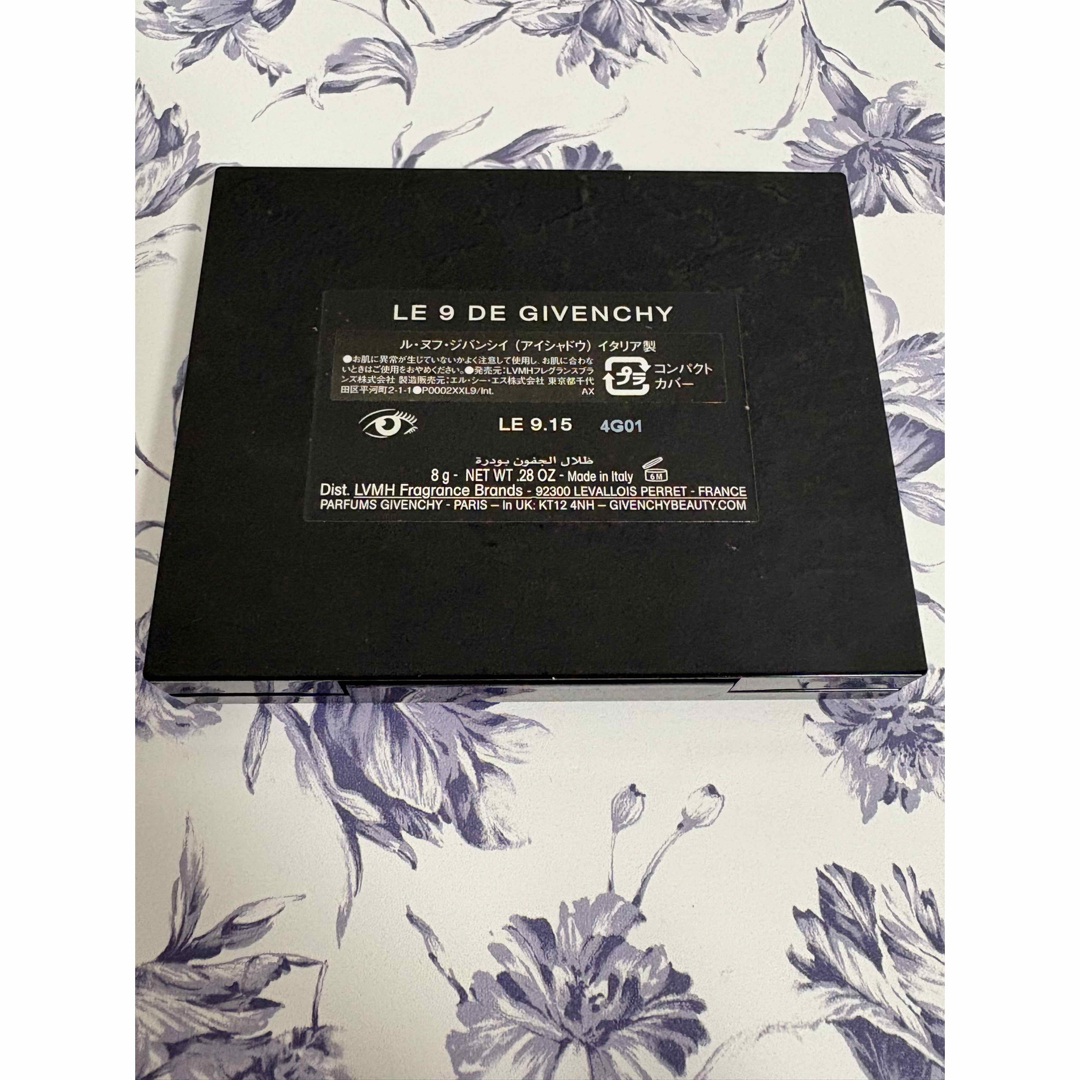 LE 9 DE GIVENCHY
ル・ヌフ・ジバンシイ (アイシャドウ) イタリア製
●お肌に異常が生じていないかよく注意して使用し、お肌に合わな
いときはご使用をおやめください。●発売元:LVMHフレグランスブラ
ンズ株式会社 製造販売元:エル・シー・エス株式会社 東京都千代
田区平河町2-1-1●P0002XXL9/Int. AX
プラ
コンパクト
カバー
LE 9.15 4G01
ظلال الجفون بودرة
8 g - NET WT .28 OZ - Made in Italy 6M
Dist. LVMH Fragrance Brands - 92300 LEVALLOIS PERRET - FRANCE
PARFUMS GIVENCHY - PARIS – In UK: KT12 4NH – GIVENCHYBEAUTY.COM